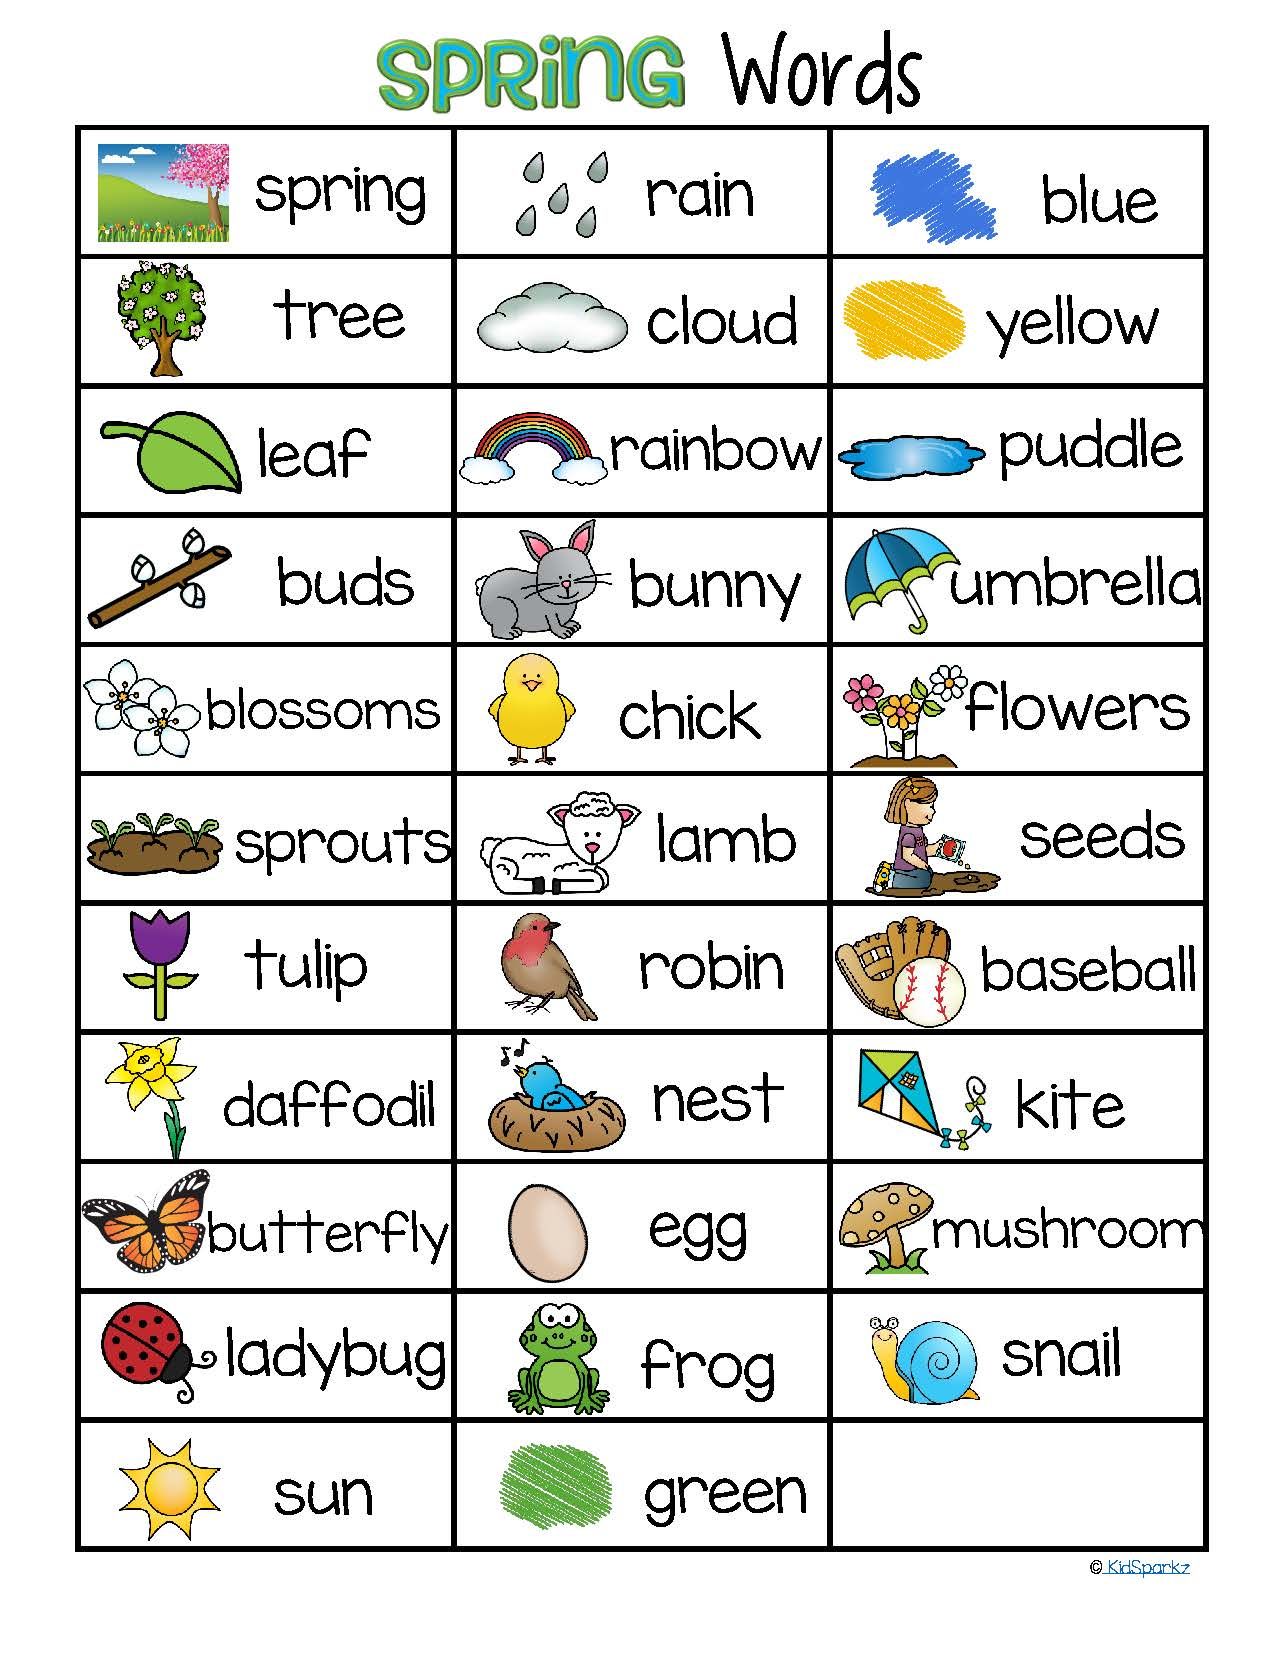 SPRING Words
spring rain blue
tree cloud yellow
leaf rainbow puddle
buds bunny umbrella
blossoms chick flowers
sprouts lamb seeds
tulip robin baseball
daffodil nest kite
butterfly egg mushroom
ladybug frog snail
sun green
© KidSparkz